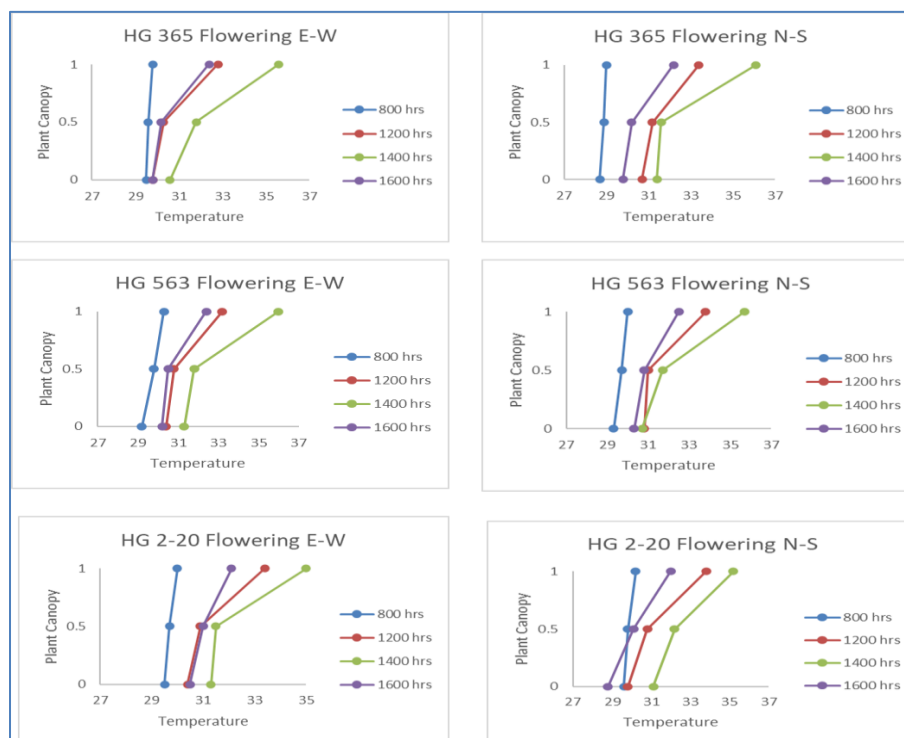 HG 365 Flowering E-W
1
0.5
0
Plant Canopy
27 29 31 33 35 37
Temperature
800 hrs
1200 hrs
1400 hrs
1600 hrs
HG 365 Flowering N-S
1
0.5
0
Plant Canopy
27 29 31 33 35 37
Temperature
800 hrs
1200 hrs
1400 hrs
1600 hrs
HG 563 Flowering E-W
1
0.5
0
Plant Canopy
27 29 31 33 35 37
Temperature
800 hrs
1200 hrs
1400 hrs
1600 hrs
HG 563 Flowering N-S
1
0.5
0
Plant Canopy
27 29 31 33 35 37
Temperature
800 hrs
1200 hrs
1400 hrs
1600 hrs
HG 2-20 Flowering E-W
1
0.5
0
Plant Canopy
27 29 31 33 35
Temperature
800 hrs
1200 hrs
1400 hrs
1600 hrs
HG 2-20 Flowering N-S
1
0.5
0
Plant Canopy
27 29 31 33 35 37
Temperature
800 hrs
1200 hrs
1400 hrs
1600 hrs